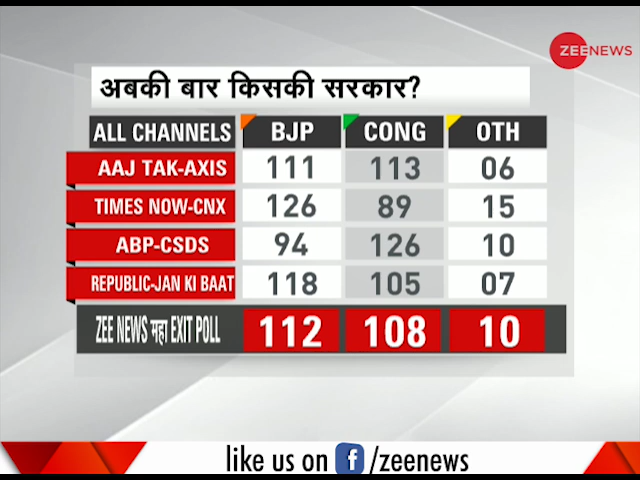 ZEENEWS
अबकी बार किसकी सरकार?
ALL CHANNELS BJP CONG OTH
AAJ TAK-AXIS 111 113 06
TIMES NOW-CNX 126 89 15
ABP-CSDS 94 126 10
REPUBLIC-JAN KI BAAT 118 105 07
ZEE NEWS महा EXIT POLL 112 108 10
like us on f/zeenews